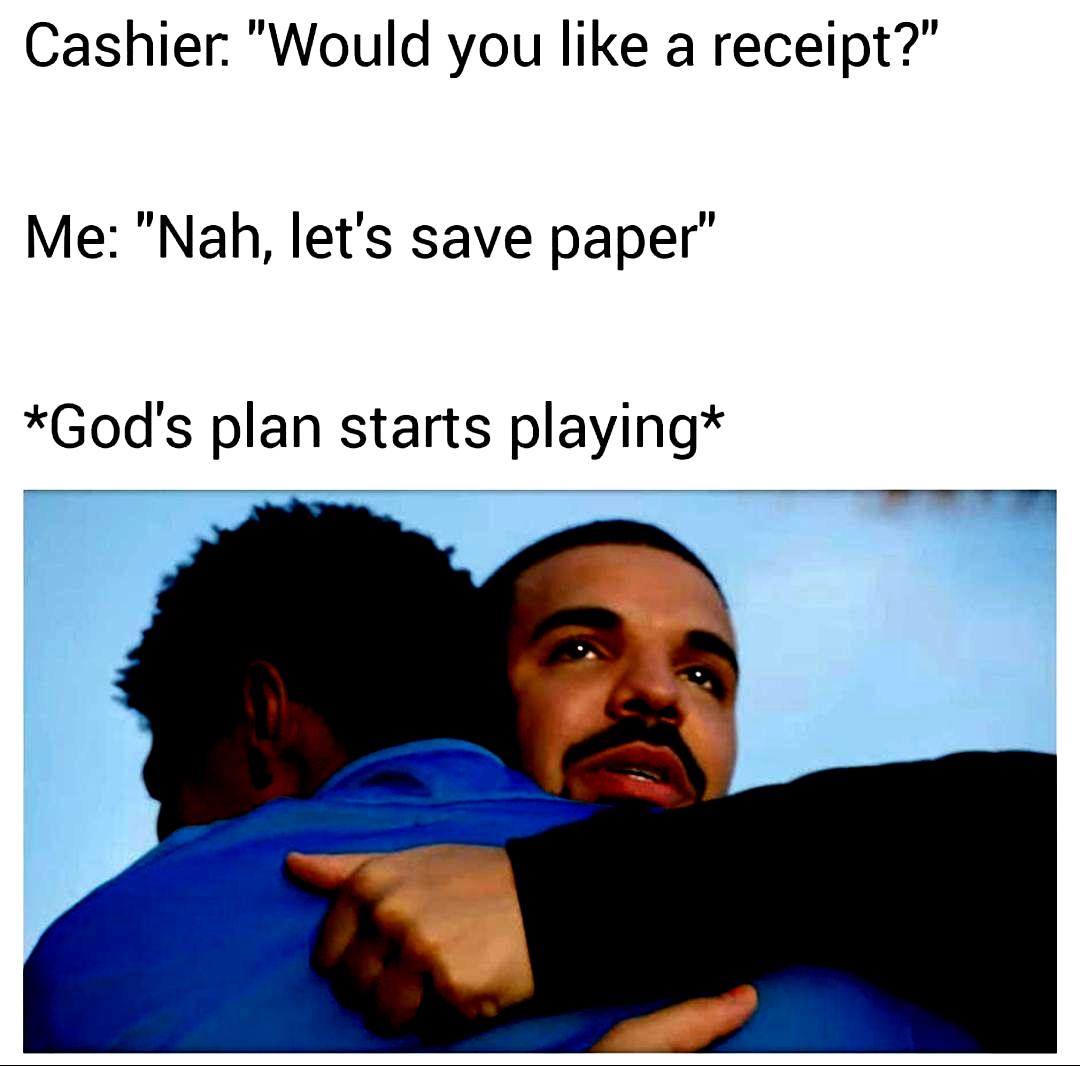 Cashier: "Would you like a receipt?"
Me: "Nah, let's save paper"
*God's plan starts playing*